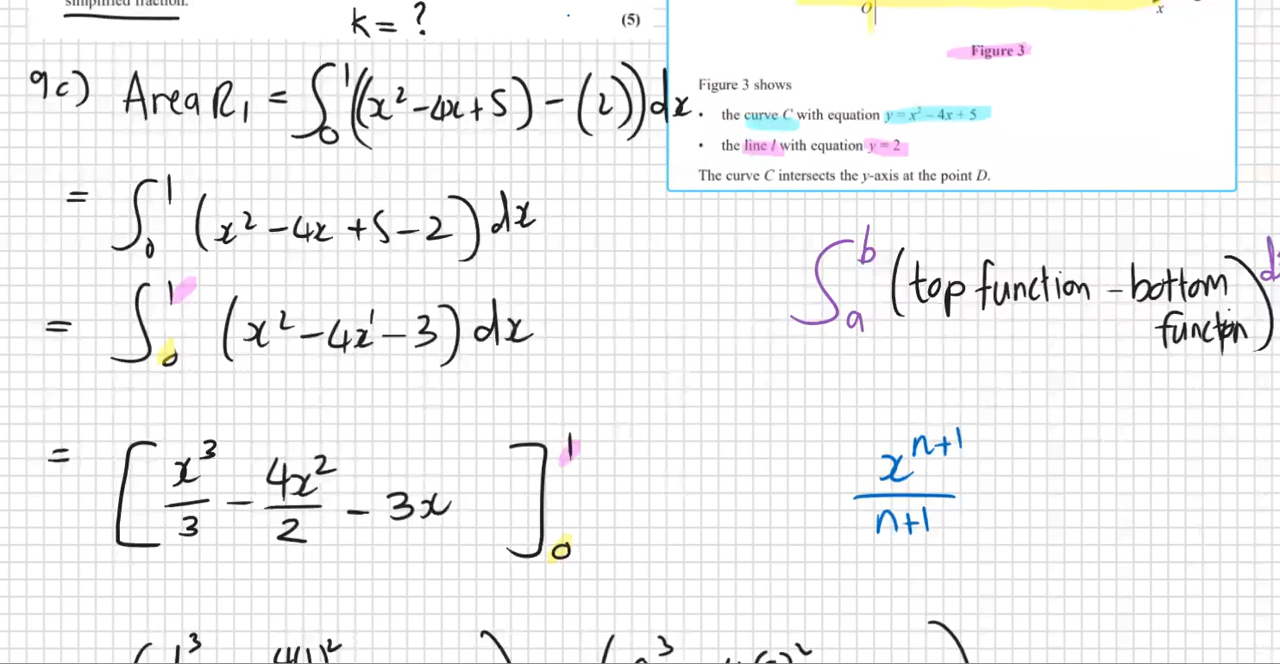 simplified fraction.
k = ?
(5)
9c) Area R₁ = ∫₀¹ ((x² - 4x + 5) - (2)) dx
= ∫₀¹ (x² - 4x + 5 - 2) dx
= ∫₀¹ (x² - 4x¹ - 3) dx
= [x³/3 - 4x²/2 - 3x]₀¹
O
x
Figure 3
Figure 3 shows
• the curve C with equation y = x² – 4x + 5
• the line l with equation y = 2
The curve C intersects the y-axis at the point D.
∫ₐᵇ (top function - bottom
function)
xⁿ⁺¹
n+1